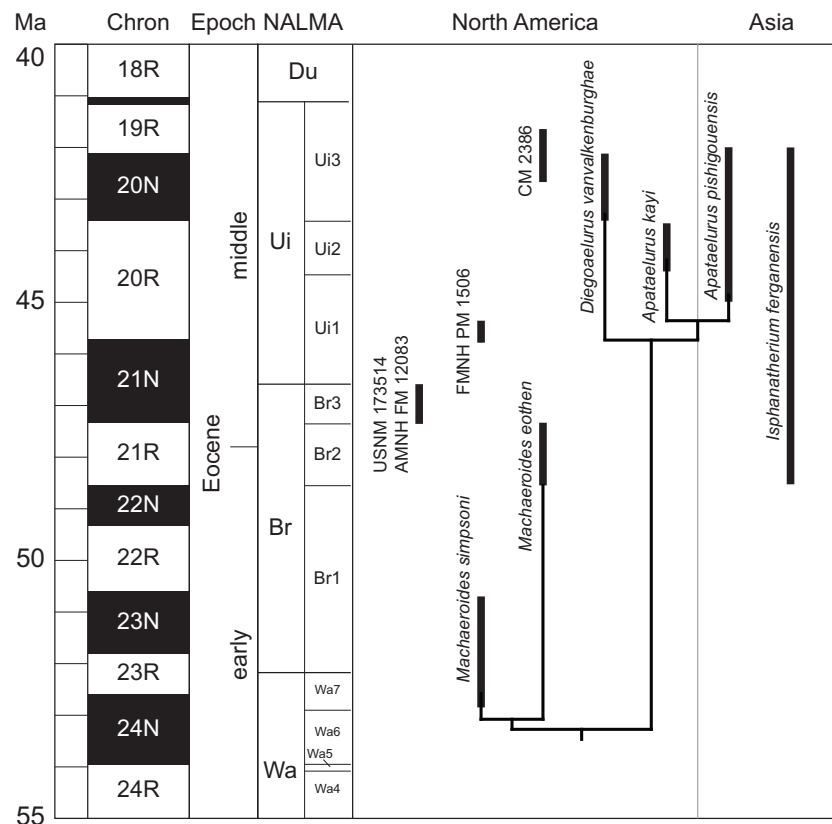 Ma Chron Epoch NALMA North America Asia
40
45
50
55
18R
19R
20N
20R
21N
21R
22N
22R
23N
23R
24N
24R
Eocene
middle
early
Du
Ui
Br
Wa
Ui3
Ui2
Ui1
Br3
Br2
Br1
Wa7
Wa6
Wa5
Wa4
USNM 173514
AMNH FM 12083
FMNH PM 1506
CM 2386
Machaeroides simpsoni
Machaeroides eothen
Diegoaelurus vanvalkenburghae
Apataelurus kayi
Apataelurus pishigouensis
Isphanatherium ferganensis